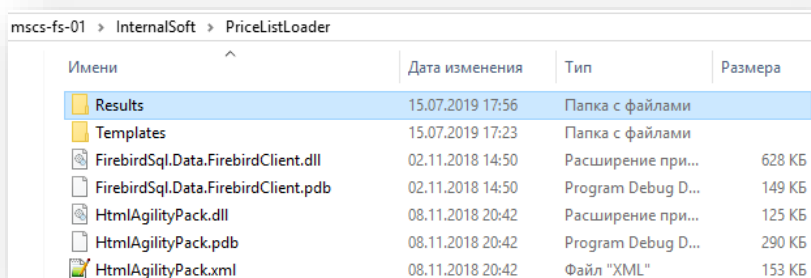 mscs-fs-01 > InternalSoft > PriceListLoader
Имени Дата изменения Тип Размера
Results 15.07.2019 17:56 Папка с файлами
Templates 15.07.2019 17:23 Папка с файлами
FirebirdSql.Data.FirebirdClient.dll 02.11.2018 14:50 Расширение при... 628 КБ
FirebirdSql.Data.FirebirdClient.pdb 02.11.2018 14:50 Program Debug D... 149 КБ
HtmlAgilityPack.dll 08.11.2018 20:42 Расширение при... 125 КБ
HtmlAgilityPack.pdb 08.11.2018 20:42 Program Debug D... 290 КБ
HtmlAgilityPack.xml 08.11.2018 20:42 Файл "XML" 153 КБ